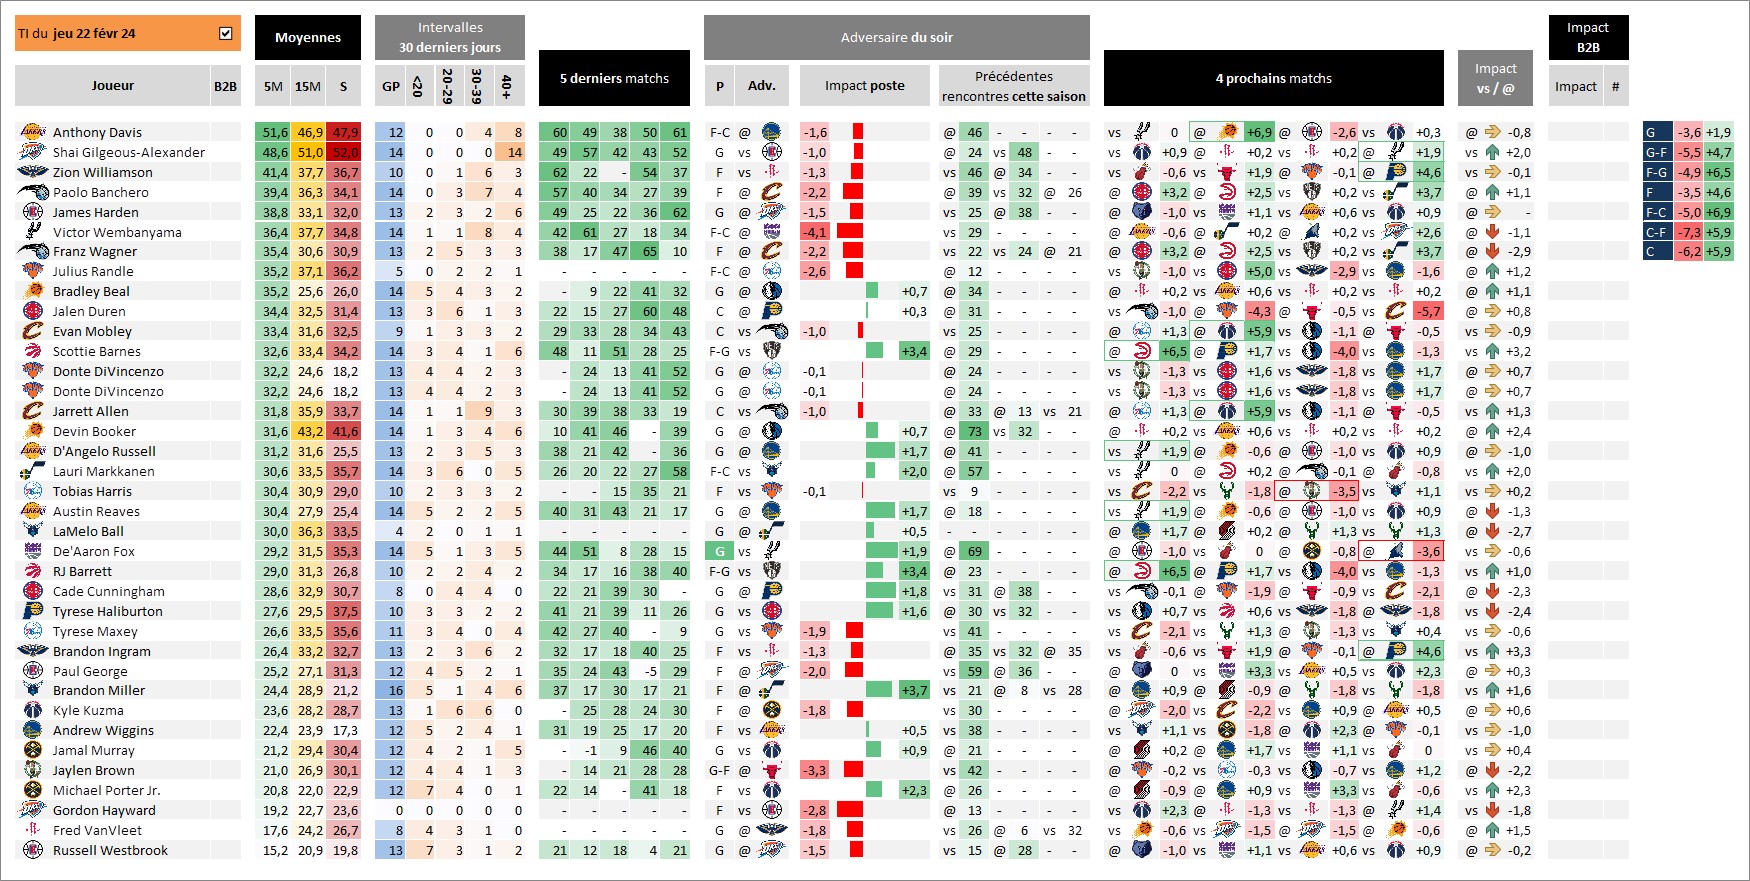 TI du jeu 22 févr 24
Moyennes
Intervalles
30 derniers jours
5 derniers matchs
Adversaire du soir
4 prochains matchs
Impact
vs / @
Impact
B2B
Joueur B2B 5M 15M S GP <20 20-29 30-39 40+ P Adv. Impact poste Précédentes
rencontres cette saison
Impact #
Anthony Davis 51,6 46,9 47,9 12 0 0 4 8 60 49 38 50 61 F-C @ -1,6 @ 46 - - - - vs 0 @ +6,9 @ -2,6 vs +0,3 @ -0,8
Shai Gilgeous-Alexander 48,6 51,0 52,0 14 0 0 0 14 49 57 42 43 52 G vs -1,0 @ 24 vs 48 - - vs +0,9 @ +0,2 vs +0,2 @ +1,9 vs +2,0
Zion Williamson 41,4 37,7 36,7 10 0 1 6 3 62 22 - 54 37 F vs -1,3 vs 46 @ 34 - - vs -0,6 vs +1,9 @ -0,1 @ +4,6 vs -0,1
Paolo Banchero 39,4 36,3 34,1 14 0 3 7 4 57 40 34 27 39 F @ -2,2 @ 39 vs 32 @ 26 @ +3,2 @ +2,5 vs +0,2 vs +3,7 @ +1,1
James Harden 38,8 33,1 32,0 13 2 3 2 6 49 25 22 36 62 G @ -1,5 vs 25 @ 38 - - @ -1,0 vs +1,1 vs +0,6 vs +0,9 @ -
Victor Wembanyama 36,4 37,7 34,8 14 1 1 8 4 42 61 27 18 34 F-C @ -4,1 vs 29 - - - - @ -0,6 @ +0,2 @ +0,2 vs +2,6 @ -1,1
Franz Wagner 35,4 30,6 30,9 13 2 5 3 3 38 17 47 65 10 F @ -2,2 vs 22 vs 24 @ 21 @ +3,2 @ +2,5 vs +0,2 vs +3,7 @ -2,9
Julius Randle 35,2 37,1 36,2 5 0 2 2 1 - - - - - F-C @ -2,6 @ 12 - - - - vs -1,0 vs +5,0 vs -2,9 vs -1,6 @ +1,2
Bradley Beal 35,2 25,6 26,0 14 5 4 3 2 - 9 22 41 32 G @ +0,7 @ 34 - - - - @ +0,2 vs +0,6 vs +0,2 vs +0,2 @ +1,1
Jalen Duren 34,4 32,5 31,4 13 3 6 1 3 22 15 27 60 48 C @ +0,3 @ 31 - - - - vs -1,0 @ -4,3 @ -0,5 vs -5,7 @ +0,8
Evan Mobley 33,4 31,6 32,5 9 1 3 3 2 29 33 28 34 43 C vs -1,0 vs 25 - - - - @ +1,3 @ +5,9 vs -1,1 @ -0,5 vs -0,9
Scottie Barnes 32,6 33,4 34,2 14 3 4 1 6 48 11 51 28 25 F-G vs +3,4 @ 29 - - - - @ +6,5 @ +1,7 vs -4,0 vs -1,3 vs +3,2
Donte DiVincenzo 32,2 24,6 18,2 13 4 4 2 3 - 24 13 41 52 G @ -0,1 - - - - vs -1,3 vs +1,6 vs -1,8 vs +1,7 @ +0,7
Donte DiVincenzo 32,2 24,6 18,2 13 4 4 2 3 - 24 13 41 52 G @ -0,1 - - - - vs -1,3 vs +1,6 vs -1,8 vs +1,7 @ +0,7
Jarrett Allen 31,8 35,9 33,7 14 1 1 9 3 30 39 38 33 19 C vs -1,0 @ 33 @ 13 vs 21 @ +1,3 @ +5,9 vs -1,1 @ -0,5 vs +1,3
Devin Booker 31,6 43,2 41,6 14 1 3 4 6 10 41 46 - 39 G @ +0,7 @ 73 vs 32 - - @ +0,2 vs +0,6 vs +0,2 vs +0,2 @ +2,4
D'Angelo Russell 31,2 31,6 25,5 13 2 3 5 3 38 21 42 - 36 G @ +1,7 @ 41 - - - - vs +1,9 @ -0,6 @ -1,0 vs +0,9 @ -1,0
Lauri Markkanen 30,6 33,5 35,7 14 3 6 0 5 26 20 22 27 58 F-C vs +2,0 @ 57 - - - - vs 0 @ +0,2 @ -0,1 @ -0,8 vs +2,0
Tobias Harris 30,4 30,9 29,0 10 2 3 3 2 - - 15 35 21 F vs -0,1 vs 9 - - - - vs -2,2 vs -1,8 @ -3,5 vs +1,1 vs +0,2
Austin Reaves 30,4 27,9 25,4 14 5 2 2 5 40 31 43 21 17 G @ +1,7 @ 18 - - - - vs +1,9 @ -0,6 @ -1,0 vs +0,9 @ -1,3
LaMelo Ball 30,0 36,3 33,5 4 2 0 1 1 - - - - - G @ +0,5 - - - - - - @ +1,7 @ +0,2 @ +1,3 vs +1,3 @ -2,7
De'Aaron Fox 29,2 31,5 35,3 14 5 1 3 5 44 51 8 28 15 G vs +1,9 @ 69 - - - - @ -1,0 vs 0 @ -0,8 @ -3,6 vs -0,6
RJ Barrett 29,0 31,3 26,8 10 2 2 4 2 34 17 16 38 40 F-G vs +3,4 @ 23 - - - - @ +6,5 @ +1,7 vs -4,0 vs -1,3 vs +1,0
Cade Cunningham 28,6 32,9 30,7 8 0 4 4 0 22 21 39 30 - G @ +1,8 vs 31 @ 38 - - vs -0,1 @ -1,9 @ -0,9 vs -2,1 @ -2,3
Tyrese Haliburton 27,6 29,5 37,5 10 3 3 2 2 41 21 39 11 26 G vs +1,6 @ 30 vs 32 - - vs +0,7 vs +0,6 vs -1,8 @ -1,8 vs -2,4
Tyrese Maxey 26,6 33,5 35,6 11 3 4 0 4 42 27 40 - 9 G vs -1,9 vs 41 - - - - vs -2,1 vs +1,3 @ -1,3 vs +0,4 vs -0,6
Brandon Ingram 26,4 33,2 32,7 13 2 3 6 2 32 17 18 40 25 F vs -1,3 vs 35 vs 32 @ 35 vs -0,6 vs +1,9 @ -0,1 @ +4,6 vs +3,3
Paul George 25,2 27,1 31,3 12 4 5 2 1 35 24 43 -5 29 F @ -2,0 vs 59 @ 36 - - @ 0 vs +3,3 vs +0,5 vs +2,3 @ +0,3
Brandon Miller 24,4 28,9 21,2 16 5 1 4 6 37 17 30 17 21 F @ +3,7 vs 21 @ 8 vs 28 @ +0,9 @ -0,9 @ -1,8 vs -1,8 @ +1,6
Kyle Kuzma 23,6 28,2 28,7 13 1 6 6 0 - 25 28 24 30 F @ -1,8 vs 30 - - - - @ -2,0 vs -2,2 vs +0,9 @ +0,5 @ +0,6
Andrew Wiggins 22,4 23,9 17,3 12 5 2 4 1 31 19 25 17 20 F vs +0,5 vs 38 - - - - vs +1,1 vs -1,8 @ +2,3 @ -0,1 vs -1,0
Jamal Murray 21,2 29,4 30,4 12 4 2 1 5 - -1 9 46 40 G vs +0,9 @ 21 - - - - @ +0,2 @ +1,7 vs +1,1 vs 0 vs +0,4
Jaylen Brown 21,0 26,9 30,1 12 4 4 1 3 - 14 21 28 28 G-F @ -3,3 vs 42 - - - - @ -0,2 vs -0,3 vs -0,7 vs +1,2 @ -2,2
Michael Porter Jr. 20,8 22,0 22,9 12 7 4 0 1 22 14 - 41 18 F vs +2,3 @ 26 - - - - @ -0,9 @ +0,9 vs +3,3 vs -0,6 vs +2,3
Gordon Hayward 19,2 22,7 23,6 0 0 0 0 0 - - - - - F vs -2,8 @ 13 - - - - vs +2,3 @ -1,3 vs -1,3 @ +1,4 vs -1,8
Fred VanVleet 17,6 24,2 26,7 8 4 3 1 0 - - - - - G @ -1,8 vs 26 @ 6 vs 32 vs -0,6 vs -1,5 @ -1,5 @ -0,6 @ +1,5
Russell Westbrook 15,2 20,9 19,8 13 7 3 1 2 21 12 18 4 21 G @ -1,5 vs 15 @ 28 - - @ -1,0 vs +1,1 vs +0,6 vs +0,9 @ -0,2
G -3,6 +1,9
G-F -5,5 +4,7
F-G -4,9 +6,5
F -3,5 +4,6
F-C -5,0 +6,9
C-F -7,3 +5,9
C -6,2 +5,9